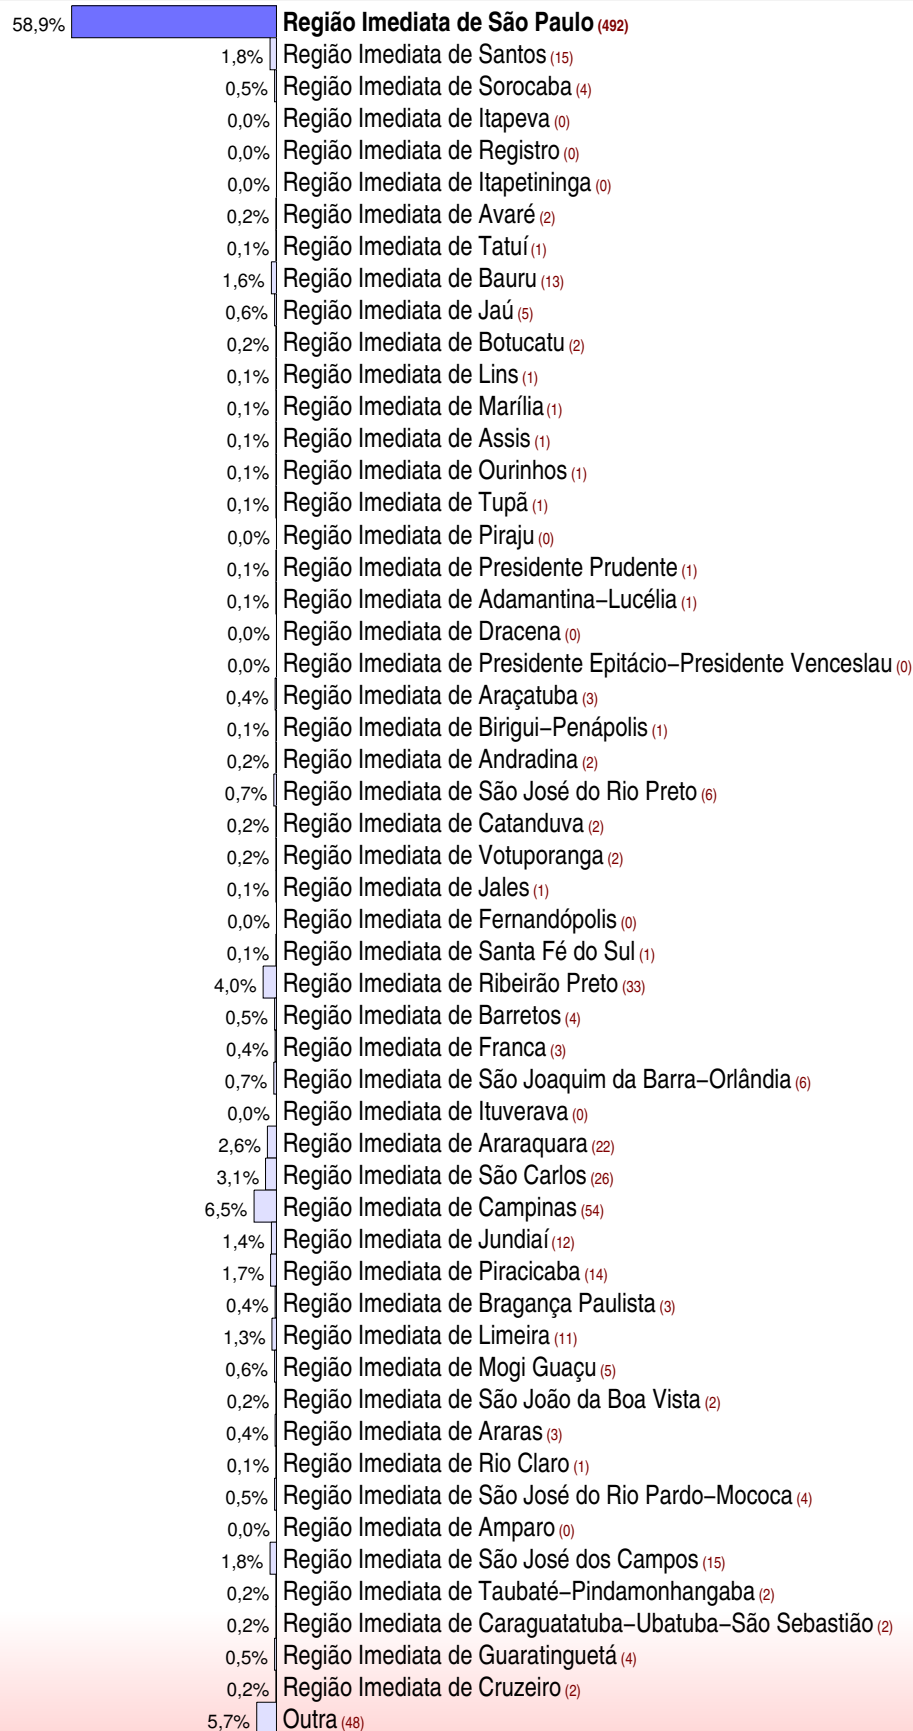 58,9% Região Imediata de São Paulo (492)
1,8% Região Imediata de Santos (15)
0,5% Região Imediata de Sorocaba (4)
0,0% Região Imediata de Itapeva (0)
0,0% Região Imediata de Registro (0)
0,0% Região Imediata de Itapetininga (0)
0,2% Região Imediata de Avaré (2)
0,1% Região Imediata de Tatuí (1)
1,6% Região Imediata de Bauru (13)
0,6% Região Imediata de Jaú (5)
0,2% Região Imediata de Botucatu (2)
0,1% Região Imediata de Lins (1)
0,1% Região Imediata de Marília (1)
0,1% Região Imediata de Assis (1)
0,1% Região Imediata de Ourinhos (1)
0,1% Região Imediata de Tupã (1)
0,0% Região Imediata de Piraju (0)
0,1% Região Imediata de Presidente Prudente (1)
0,1% Região Imediata de Adamantina−Lucélia (1)
0,0% Região Imediata de Dracena (0)
0,0% Região Imediata de Presidente Epitácio−Presidente Venceslau (0)
0,4% Região Imediata de Araçatuba (3)
0,1% Região Imediata de Birigui−Penápolis (1)
0,2% Região Imediata de Andradina (2)
0,7% Região Imediata de São José do Rio Preto (6)
0,2% Região Imediata de Catanduva (2)
0,2% Região Imediata de Votuporanga (2)
0,1% Região Imediata de Jales (1)
0,0% Região Imediata de Fernandópolis (0)
0,1% Região Imediata de Santa Fé do Sul (1)
4,0% Região Imediata de Ribeirão Preto (33)
0,5% Região Imediata de Barretos (4)
0,4% Região Imediata de Franca (3)
0,7% Região Imediata de São Joaquim da Barra−Orlândia (6)
0,0% Região Imediata de Ituverava (0)
2,6% Região Imediata de Araraquara (22)
3,1% Região Imediata de São Carlos (26)
6,5% Região Imediata de Campinas (54)
1,4% Região Imediata de Jundiaí (12)
1,7% Região Imediata de Piracicaba (14)
0,4% Região Imediata de Bragança Paulista (3)
1,3% Região Imediata de Limeira (11)
0,6% Região Imediata de Mogi Guaçu (5)
0,2% Região Imediata de São João da Boa Vista (2)
0,4% Região Imediata de Araras (3)
0,1% Região Imediata de Rio Claro (1)
0,5% Região Imediata de São José do Rio Pardo−Mococa (4)
0,0% Região Imediata de Amparo (0)
1,8% Região Imediata de São José dos Campos (15)
0,2% Região Imediata de Taubaté−Pindamonhangaba (2)
0,2% Região Imediata de Caraguatatuba−Ubatuba−São Sebastião (2)
0,5% Região Imediata de Guaratinguetá (4)
0,2% Região Imediata de Cruzeiro (2)
5,7% Outra (48)